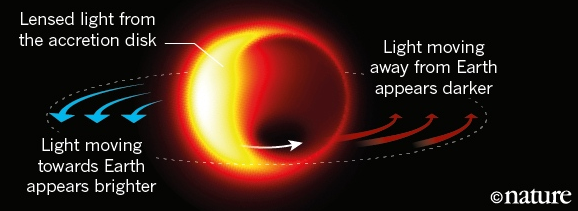 Lensed light from
the accretion disk
Light moving
away from Earth
appears darker
Light moving
towards Earth
appears brighter
©nature